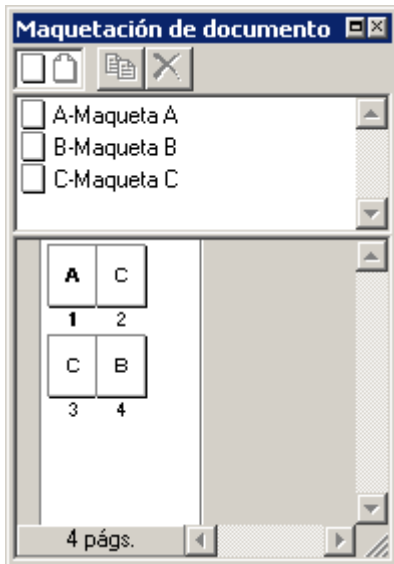 Maquetación de documento
A-Maqueta A
B-Maqueta B
C-Maqueta C
A C
1 2
C B
3 4
4 págs.